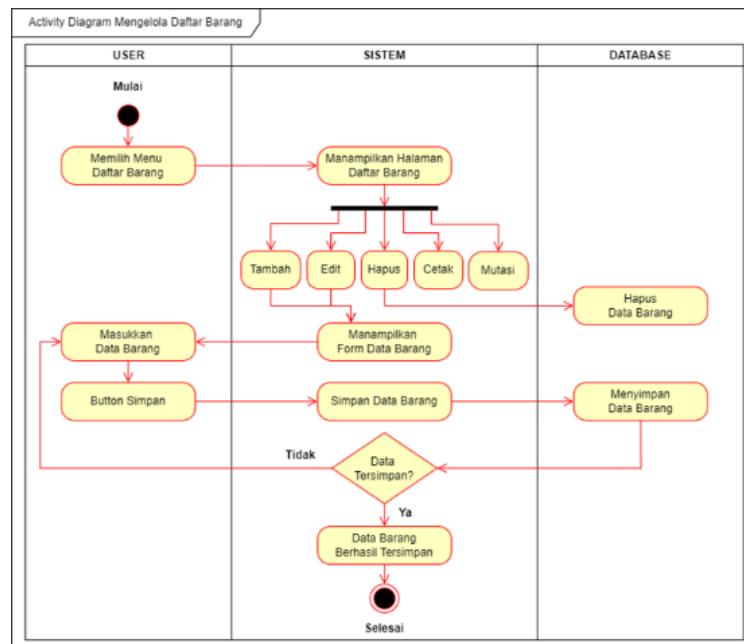 Activity Diagram Mengelola Daftar Barang
USER
SISTEM
DATABASE
Mulai
Memilih Menu
Daftar Barang
Manampilkan Halaman
Daftar Barang
Tambah
Edit
Hapus
Cetak
Mutasi
Hapus
Data Barang
Masukkan
Data Barang
Manampilkan
Form Data Barang
Button Simpan
Simpan Data Barang
Menyimpan
Data Barang
Tidak
Data
Tersimpan?
Ya
Data Barang
Berhasil Tersimpan
Selesai